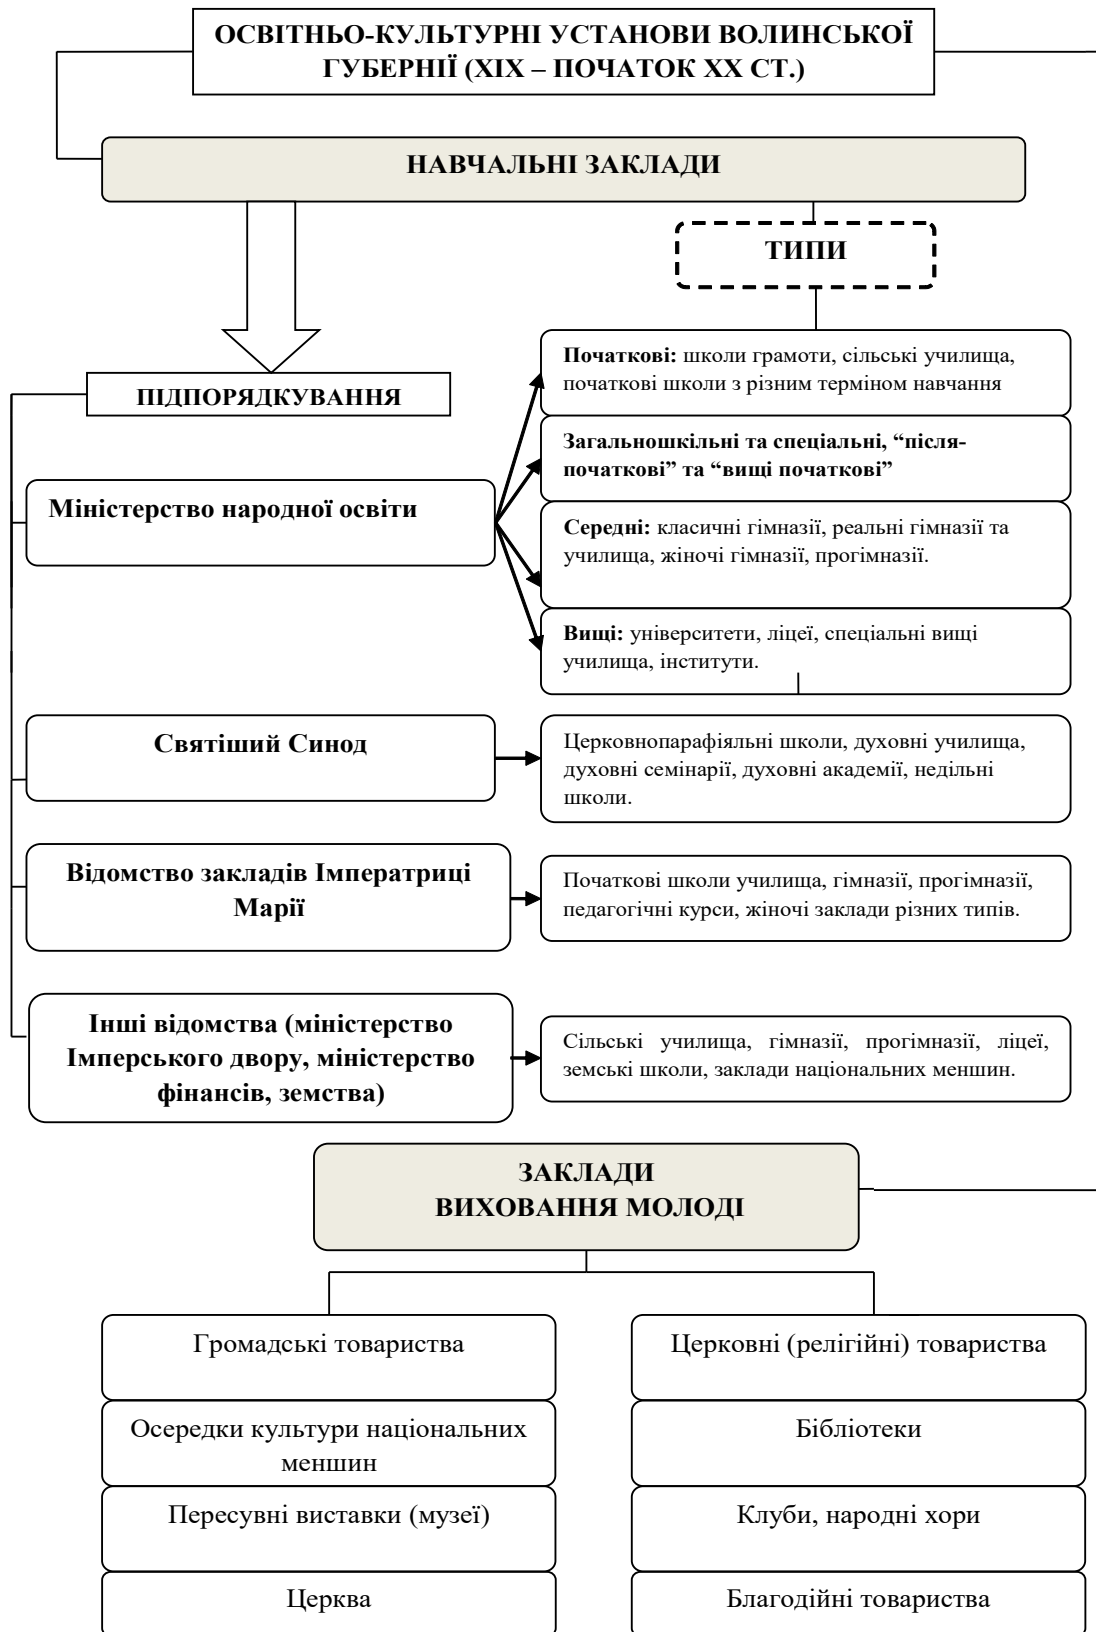 ОСВІТНЬО-КУЛЬТУРНІ УСТАНОВИ ВОЛИНСЬКОЇ
ГУБЕРНІЇ (ХІХ – ПОЧАТОК ХХ СТ.)
НАВЧАЛЬНІ ЗАКЛАДИ
ТИПИ
ПІДПОРЯДКУВАННЯ
Початкові: школи грамоти, сільські училища,
початкові школи з різним терміном навчання
Загальношкільні та спеціальні, “після-
початкові” та “вищі початкові”
Міністерство народної освіти
Середні: класичні гімназії, реальні гімназії та
училища, жіночі гімназії, прогімназії.
Вищі: університети, ліцеї, спеціальні вищі
училища, інститути.
Святіший Синод
Церковнопарафіяльні школи, духовні училища,
духовні семінарії, духовні академії, недільні
школи.
Відомство закладів Імператриці
Марії
Початкові школи училища, гімназії, прогімназії,
педагогічні курси, жіночі заклади різних типів.
Інші відомства (міністерство
Імперського двору, міністерство
фінансів, земства)
Сільські училища, гімназії, прогімназії, ліцеї,
земські школи, заклади національних меншин.
ЗАКЛАДИ
ВИХОВАННЯ МОЛОДІ
Громадські товариства
Церковні (релігійні) товариства
Осередки культури національних
меншин
Бібліотеки
Пересувні виставки (музеї)
Клуби, народні хори
Церква
Благодійні товариства